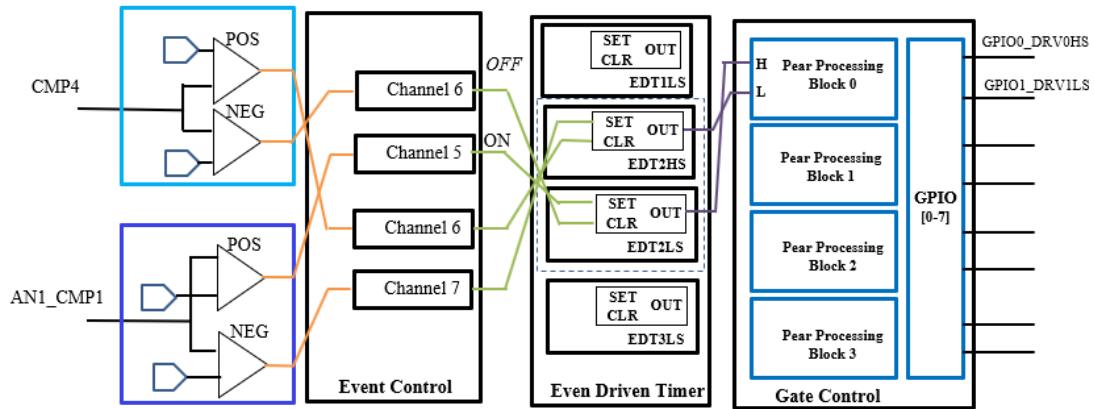 CMP4
POS
NEG
AN1_CMP1
POS
NEG
Channel 6
Channel 5
Channel 6
Channel 7
Event Control
OFF
ON
SET
CLR
OUT
EDT1LS
SET
CLR
OUT
EDT2HS
SET
CLR
OUT
EDT2LS
SET
CLR
OUT
EDT3LS
Even Driven Timer
H
L
Pear Processing
Block 0
Pear Processing
Block 1
Pear Processing
Block 2
Pear Processing
Block 3
GPIO
[0-7]
Gate Control
GPIO0_DRV0HS
GPIO1_DRV1LS